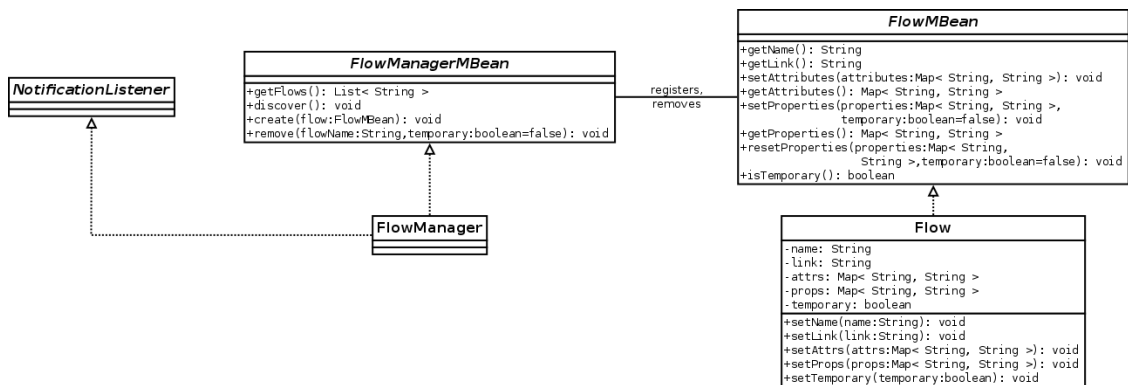 NotificationListener
FlowManagerMBean
+getFlows(): List< String >
+discover(): void
+create(flow:FlowMBean): void
+remove(flowName:String,temporary:boolean=false): void
FlowManager
registers,
removes
FlowMBean
+getName(): String
+getLink(): String
+setAttributes(attributes:Map< String, String >): void
+getAttributes(): Map< String, String >
+setProperties(properties:Map< String, String >,
temporary:boolean=false): void
+getProperties(): Map< String, String >
+resetProperties(properties:Map< String,
String >,temporary:boolean=false): void
+isTemporary(): boolean
Flow
-name: String
-link: String
-attrs: Map< String, String >
-props: Map< String, String >
-temporary: boolean
+setName(name:String): void
+setLink(link:String): void
+setAttrs(attrs:Map< String, String >): void
+setProps(props:Map< String, String >): void
+setTemporary(temporary:boolean): void